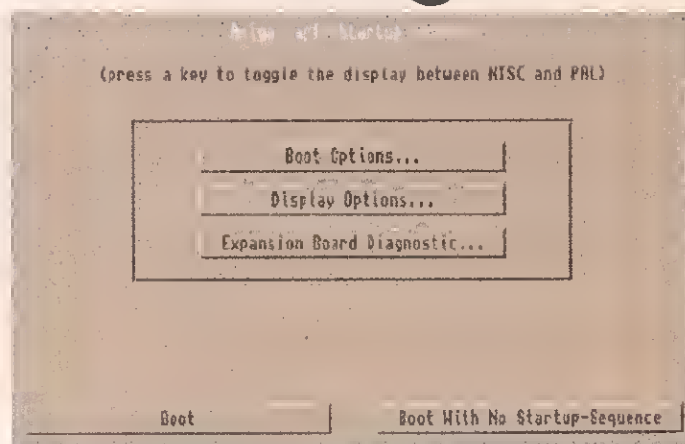 Startup
(press a key to toggle the display between NTSC and PAL)
Boot Options...
Display Options...
Expansion Board Diagnostic...
Boot
Boot With No Startup-Sequence